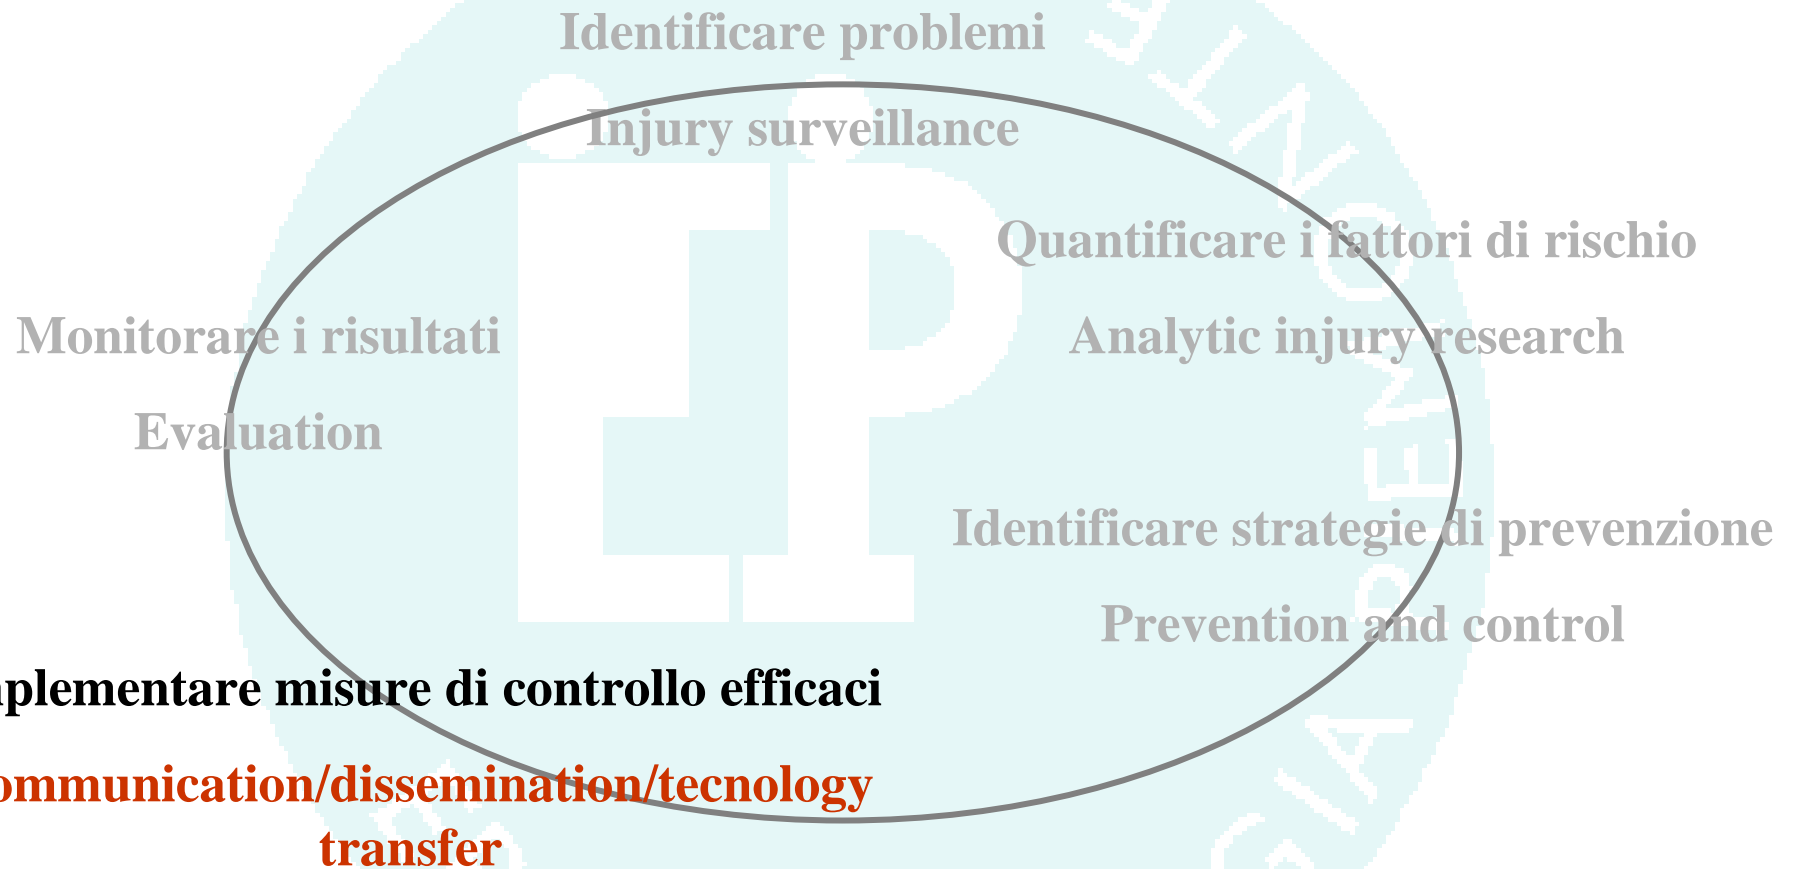 Identificare problemi
Injury surveillance
Quantificare i fattori di rischio
Monitorare i risultati
Analytic injury research
Evaluation
Identificare strategie di prevenzione
Prevention and control
plementare misure di controllo efficaci
ommunication/dissemination/tecnology
transfer